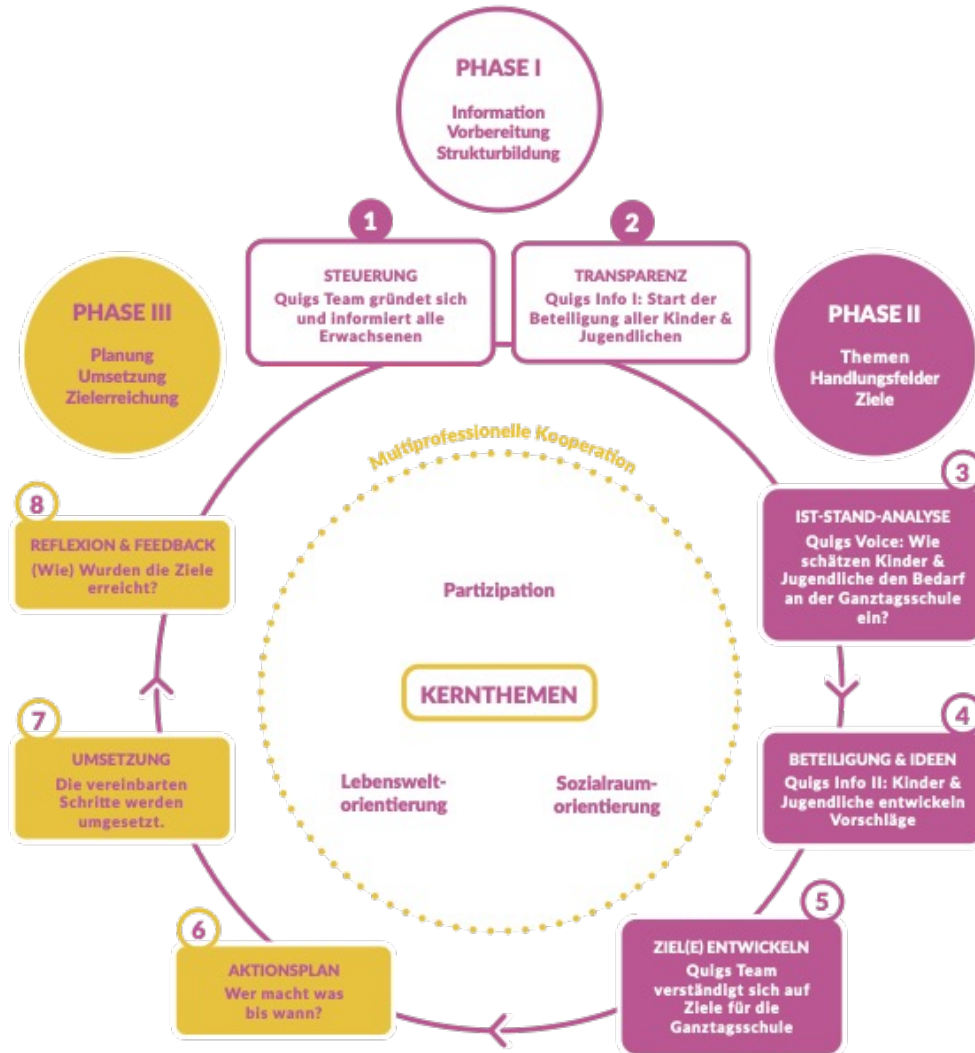 PHASE I
Information
Vorbereitung
Strukturbildung
1
STEUERUNG
Quigs Team gründet sich
und informiert alle
Erwachsenen
2
TRANSPARENZ
Quigs Info I: Start der
Beteiligung aller Kinder &
Jugendlichen
PHASE II
Themen
Handlungsfelder
Ziele
3
IST-STAND-ANALYSE
Quigs Voice: Wie
schätzen Kinder &
Jugendliche den Bedarf
an der Ganztagsschule
ein?
4
BETEILIGUNG & IDEEN
Quigs Info II: Kinder &
Jugendliche entwickeln
Vorschläge
5
ZIEL(E) ENTWICKELN
Quigs Team
verständigt sich auf
Ziele für die
Ganztagsschule
PHASE III
Planung
Umsetzung
Zielerreichung
6
AKTIONSPLAN
Wer macht was
bis wann?
7
UMSETZUNG
Die vereinbarten
Schritte werden
umgesetzt.
8
REFLEXION & FEEDBACK
(Wie) Wurden die Ziele
erreicht?
Multiprofessionelle Kooperation
Partizipation
KERNTHEMEN
Lebenswelt-
orientierung
Sozialraum-
orientierung